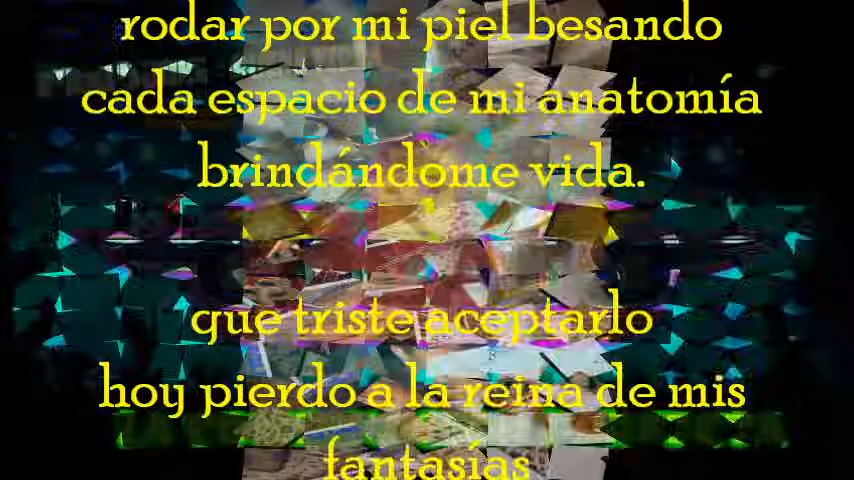 rodar por mi piel besando
cada espacio de mi anatomía
brindándome vida.
que triste aceptarlo
hoy pierdo a la reina de mis
fantasías